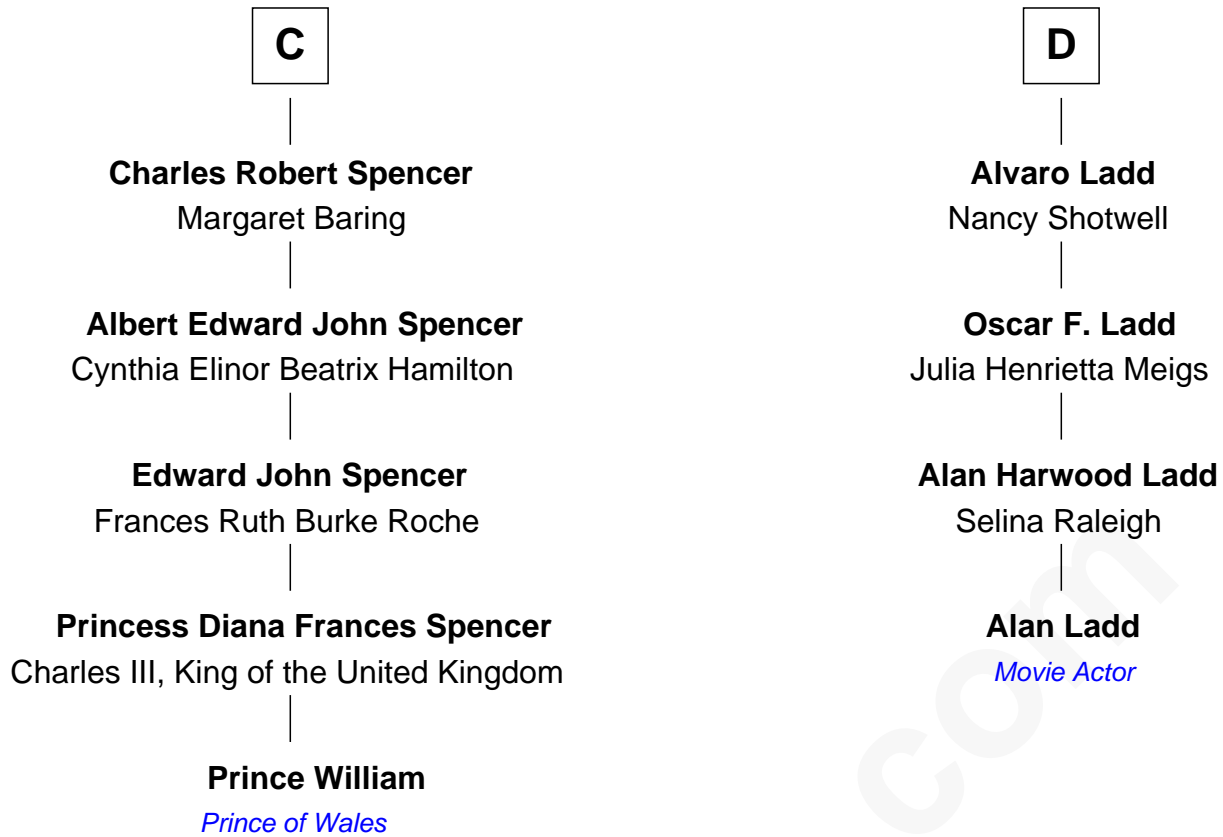 C
Charles Robert Spencer
Margaret Baring
Albert Edward John Spencer
Cynthia Elinor Beatrix Hamilton
Edward John Spencer
Frances Ruth Burke Roche
Princess Diana Frances Spencer
Charles III, King of the United Kingdom
Prince William
Prince of Wales
D
Alvaro Ladd
Nancy Shotwell
Oscar F. Ladd
Julia Henrietta Meigs
Alan Harwood Ladd
Selina Raleigh
Alan Ladd
Movie Actor
com